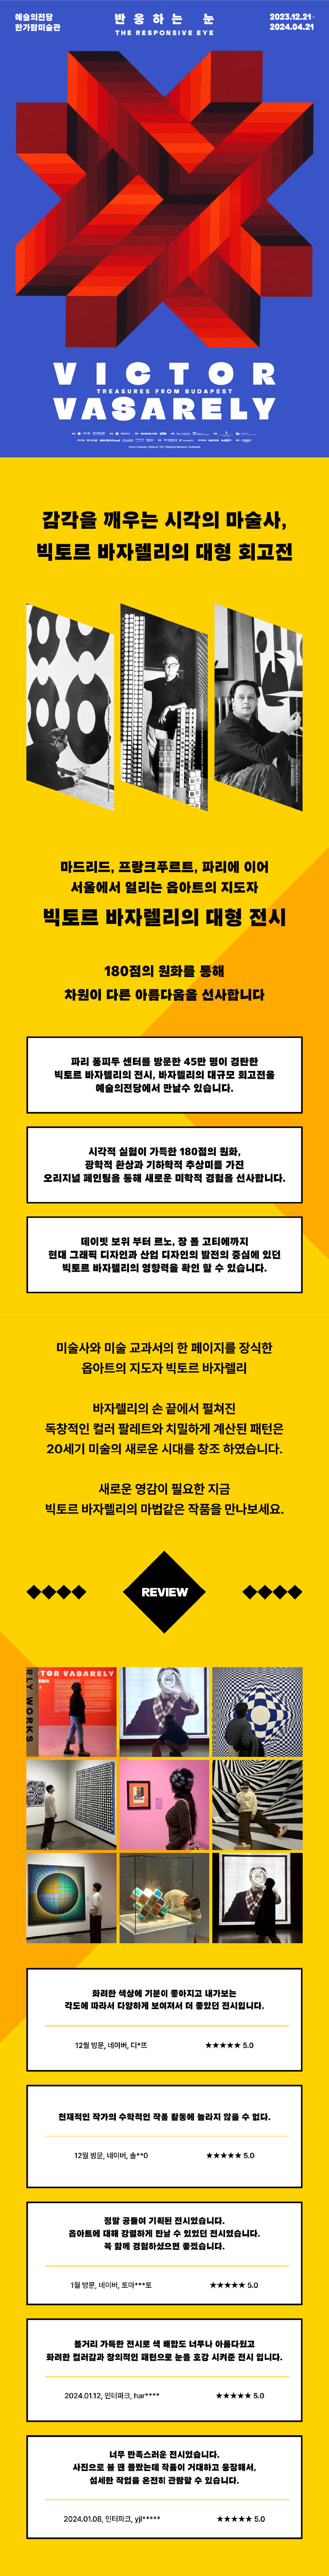 예술의전당
한가람미술관
반응하는 눈
THE RESPONSIVE EYE
2023.12.21-
2024.04.21
VICTOR
TREASURES FROM BUDAPEST
VASARELY
감각을 깨우는 시각의 마술사,
빅토르 바자렐리의 대형 회고전
마드리드, 프랑크푸르트, 파리에 이어
서울에서 열리는 옵아트의 지도자
빅토르 바자렐리의 대형 전시
180점의 원화를 통해
차원이 다른 아름다움을 선사합니다
파리 퐁피두 센터를 방문한 45만 명이 경탄한
빅토르 바자렐리의 전시, 바자렐리의 대규모 회고전을
예술의전당에서 만날수 있습니다.
시각적 실험이 가득한 180점의 원화,
광학적 환상과 기하학적 추상미를 가진
오리지널 페인팅을 통해 새로운 미학적 경험을 선사합니다.
데이빗 보위 부터 르노, 장 폴 고티에까지
현대 그래픽 디자인과 산업 디자인의 발전의 중심에 있던
빅토르 바자렐리의 영향력을 확인 할 수 있습니다.
미술사와 미술 교과서의 한 페이지를 장식한
옵아트의 지도자 빅토르 바자렐리
바자렐리의 손 끝에서 펼쳐진
독창적인 컬러 팔레트와 치밀하게 계산된 패턴은
20세기 미술의 새로운 시대를 창조 하였습니다.
새로운 영감이 필요한 지금
빅토르 바자렐리의 마법같은 작품을 만나보세요.
REVIEW
TOR VASARELY
RLY WORKS
화려한 색상에 기분이 좋아지고 내가보는
각도에 따라서 다양하게 보여져서 더 좋았던 전시입니다.
12월 방문, 네이버, 디*뜨 ★★★★★ 5.0
천재적인 작가의 수학적인 작품 활동에 놀라지 않을 수 없다.
12월 방문, 네이버, 솔**0 ★★★★★ 5.0
정말 공들여 기획된 전시였습니다.
옵아트에 대해 강렬하게 만날 수 있었던 전시였습니다.
꼭 함께 경험하셨으면 좋겠습니다.
1월 방문, 네이버, 토마***토 ★★★★★ 5.0
볼거리 가득한 전시로 색 배합도 너무나 아름다웠고
화려한 컬러감과 창의적인 패턴으로 눈을 호강 시켜준 전시 입니다.
2024.01.12, 인터파크, har**** ★★★★★ 5.0
너무 만족스러운 전시였습니다.
사진으로 볼 땐 몰랐는데 작품이 거대하고 웅장해서,
섬세한 작업을 온전히 관람할 수 있습니다.
2024.01.08, 인터파크, yjl***** ★★★★★ 5.0